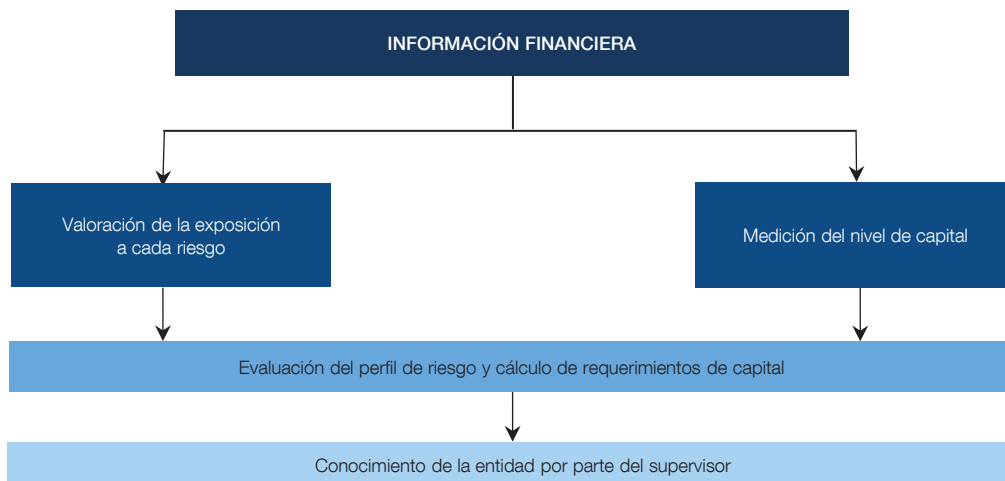 INFORMACIÓN FINANCIERA
Valoración de la exposición
a cada riesgo
Medición del nivel de capital
Evaluación del perfil de riesgo y cálculo de requerimientos de capital
Conocimiento de la entidad por parte del supervisor